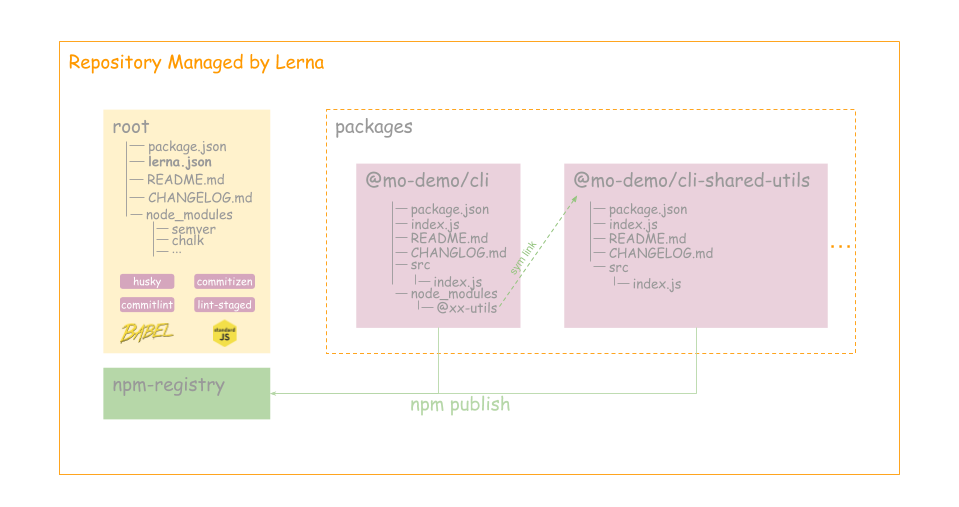 Repository Managed by Lerna
root
package.json
lerna.json
README.md
CHANGELOG.md
node_modules
semver
chalk
...
husky
commitizen
commitlint
lint-staged
BABEL
standard
JS
packages
@mo-demo/cli
package.json
index.js
README.md
CHANGLOG.md
src
index.js
node_modules
@xx-utils
sym link
@mo-demo/cli-shared-utils
package.json
index.js
README.md
CHANGELOG.md
src
index.js
...
npm-registry
npm publish